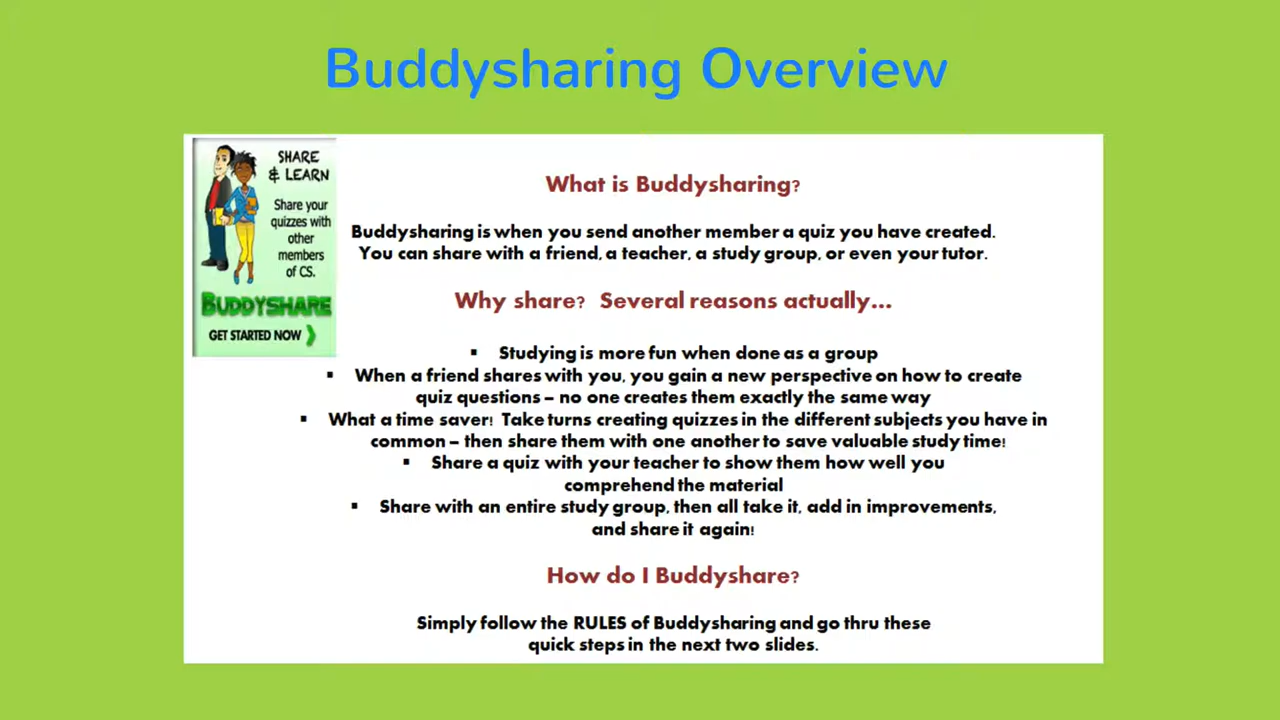 Buddysharing Overview
SHARE
& LEARN
Share your
quizzes with
other
members
of CS.
BUDDYSHARE
GET STARTED NOW
What is Buddysharing?
Buddysharing is when you send another member a quiz you have created.
You can share with a friend, a teacher, a study group, or even your tutor.
Why share? Several reasons actually...
▪ Studying is more fun when done as a group
▪ When a friend shares with you, you gain a new perspective on how to create
quiz questions – no one creates them exactly the same way
▪ What a time saver! Take turns creating quizzes in the different subjects you have in
common – then share them with one another to save valuable study time!
▪ Share a quiz with your teacher to show them how well you
comprehend the material
▪ Share with an entire study group, then all take it, add in improvements,
and share it again!
How do I Buddyshare?
Simply follow the RULES of Buddysharing and go thru these
quick steps in the next two slides.